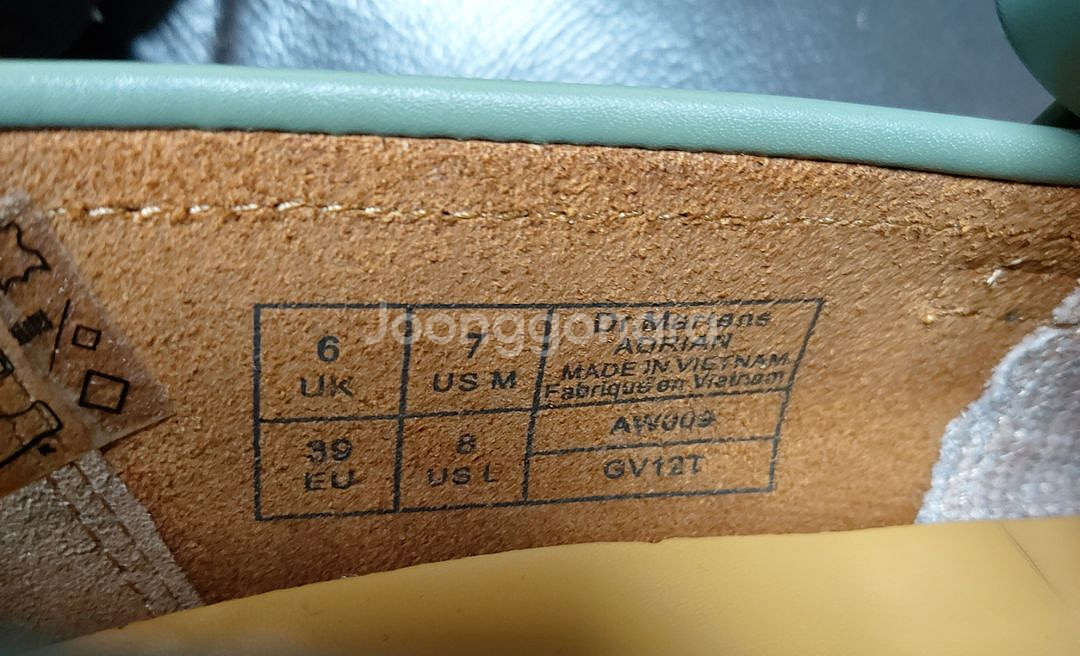 6
UK
7
US M
Dr.Martens
ADRIAN
MADE IN VIETNAM
Fabriqué en Vietnam
39
EU
8
US L
AW009
GV12T